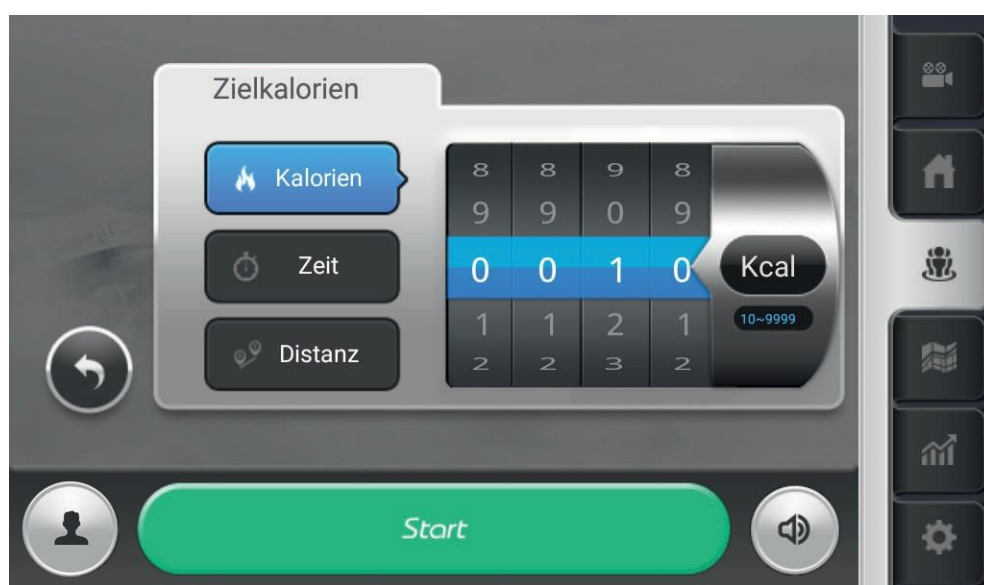 Zielkalorien
Kalorien
Zeit
Distanz
8 8 9 8
9 9 0 9
0 0 1 0 Kcal
1 1 2 1 10~9999
2 2 3 2
Start